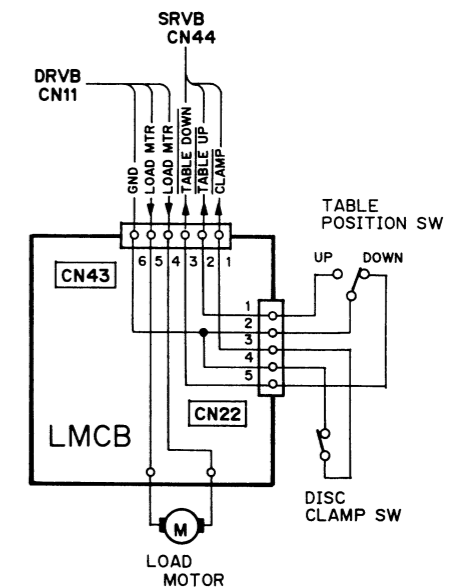 SRVB
CN44
DRVB
CN11
GND
LOAD MTR
LOAD MTR
TABLE DOWN
TABLE UP
CLAMP
TABLE
POSITION SW
UP
DOWN
6 5 4 3 2 1
CN43
1
2
3
4
5
CN22
LMCB
M
DISC
CLAMP SW
LOAD
MOTOR